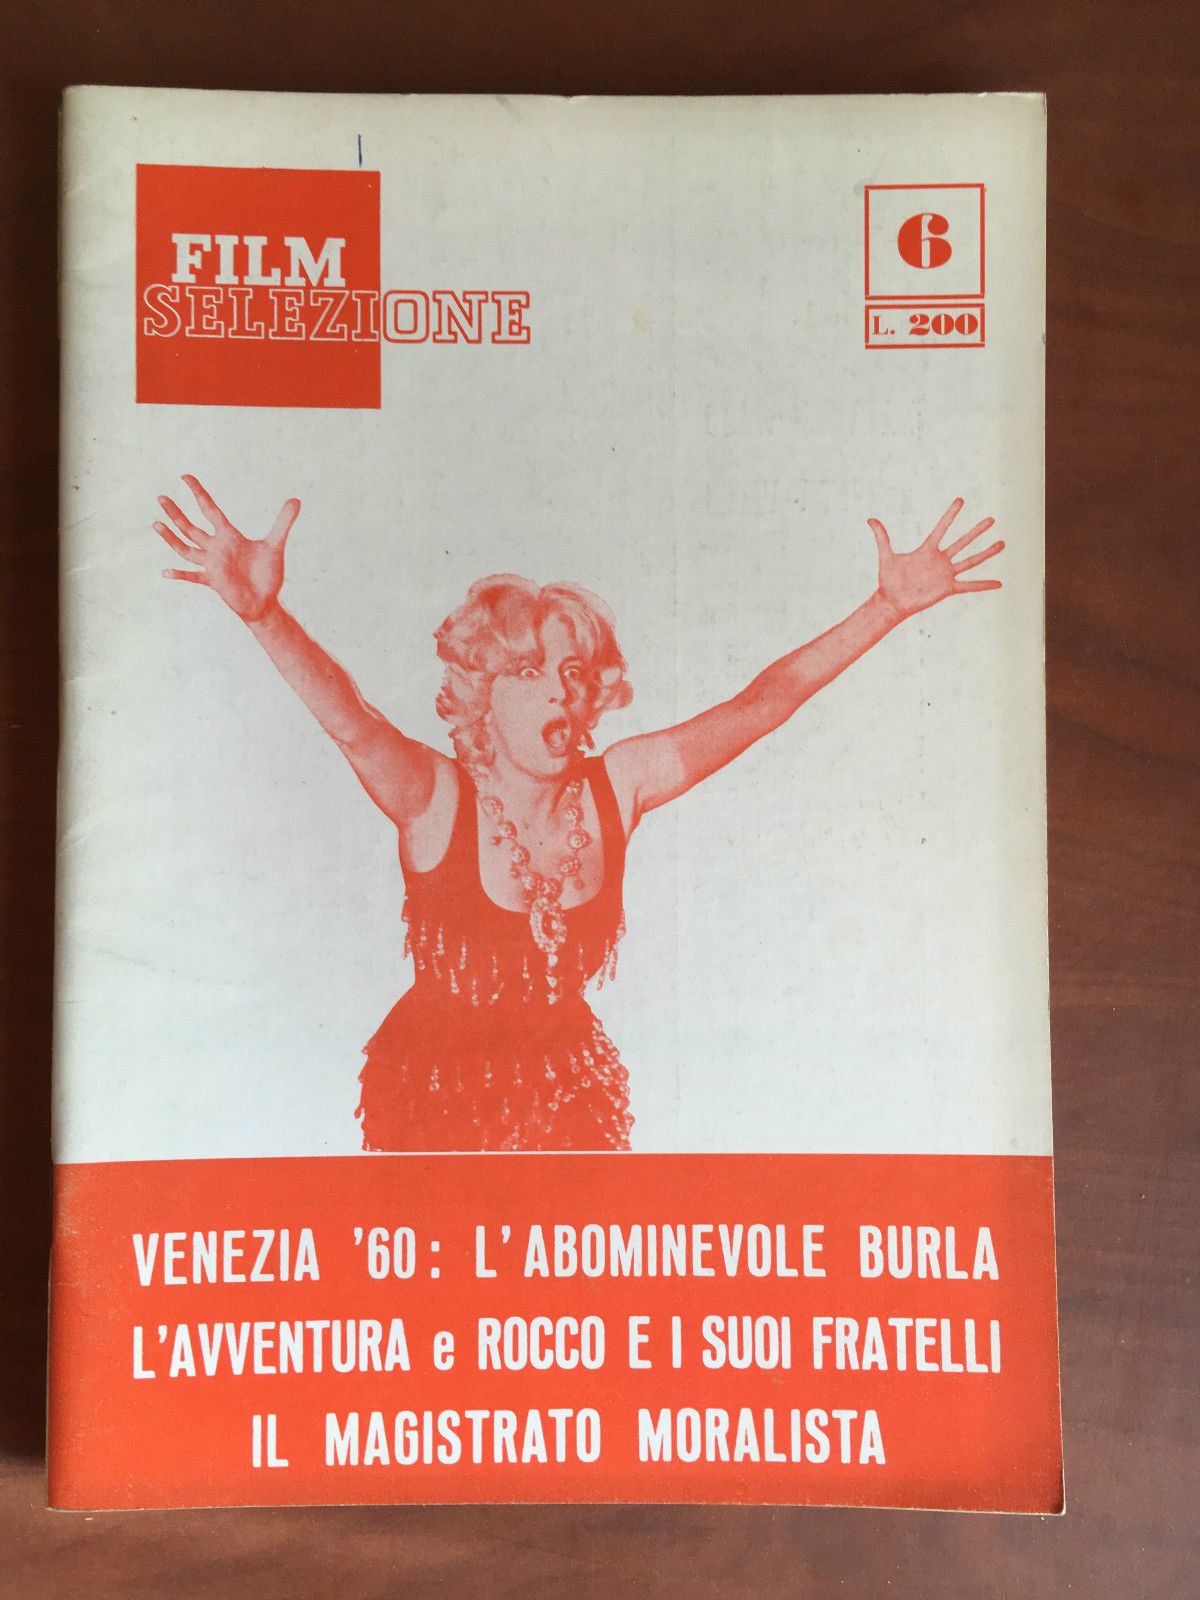 FILM
SELEZIONE
6
L. 200
VENEZIA '60: L'ABOMINEVOLE BURLA
L'AVVENTURA e ROCCO E I SUOI FRATELLI
IL MAGISTRATO MORALISTA